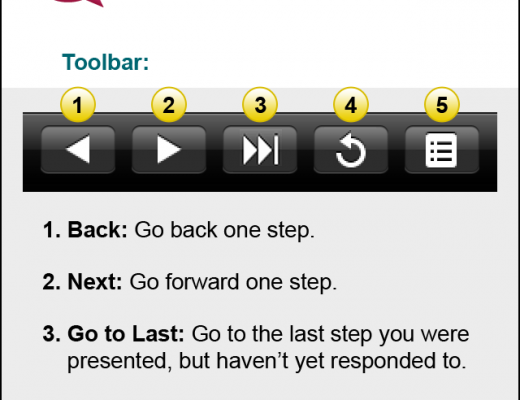 Toolbar:
1 2 3 4 5
1. Back: Go back one step.
2. Next: Go forward one step.
3. Go to Last: Go to the last step you were
presented, but haven’t yet responded to.